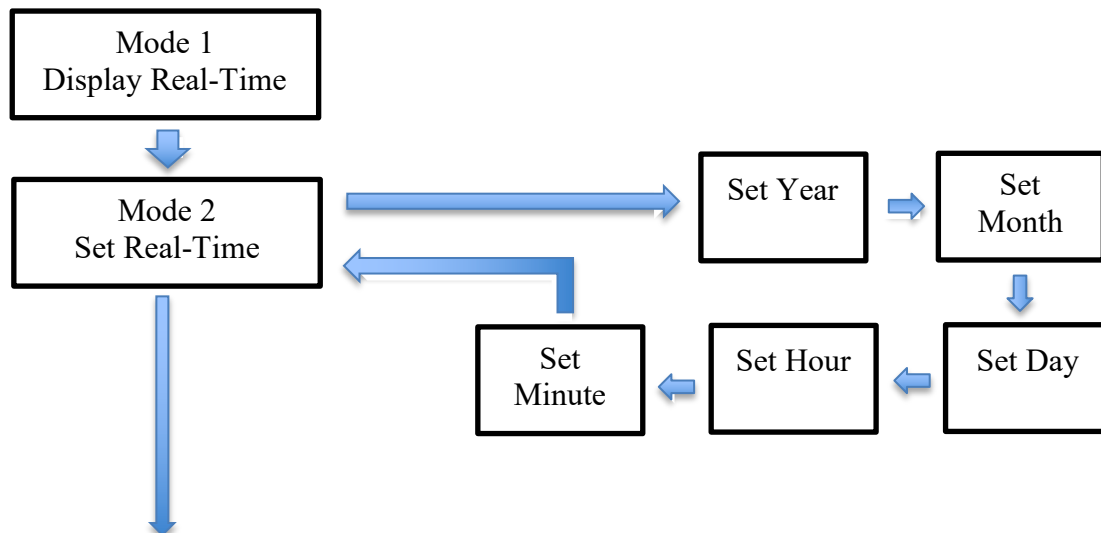 Mode 1
Display Real-Time
Mode 2
Set Real-Time
Set Year
Set
Month
Set Day
Set Hour
Set
Minute